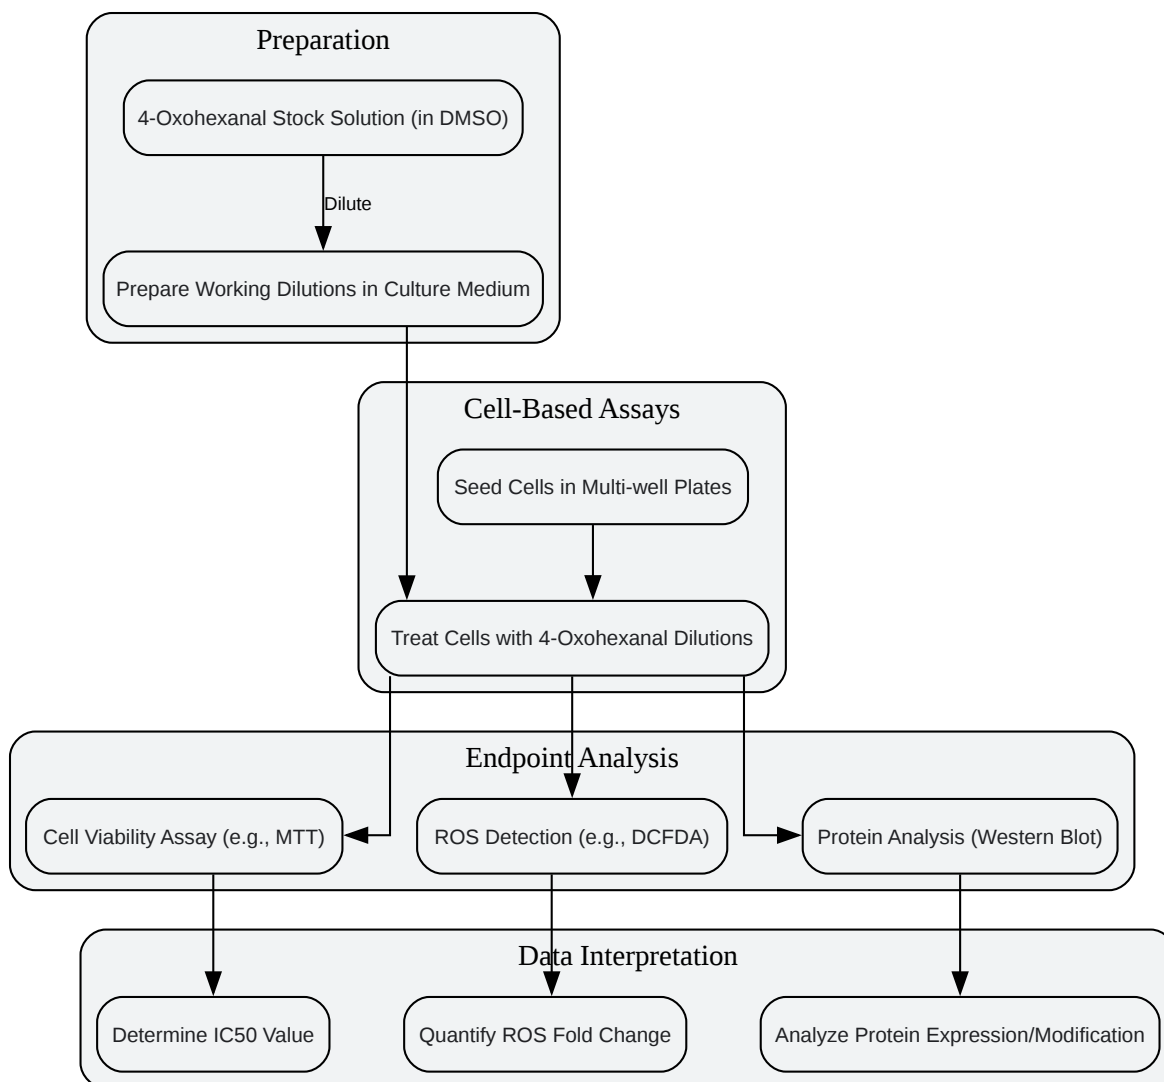 Preparation
4-Oxohexanal Stock Solution (in DMSO)
Dilute
Prepare Working Dilutions in Culture Medium
Cell-Based Assays
Seed Cells in Multi-well Plates
Treat Cells with 4-Oxohexanal Dilutions
Endpoint Analysis
Cell Viability Assay (e.g., MTT)
ROS Detection (e.g., DCFDA)
Protein Analysis (Western Blot)
Data Interpretation
Determine IC50 Value
Quantify ROS Fold Change
Analyze Protein Expression/Modification